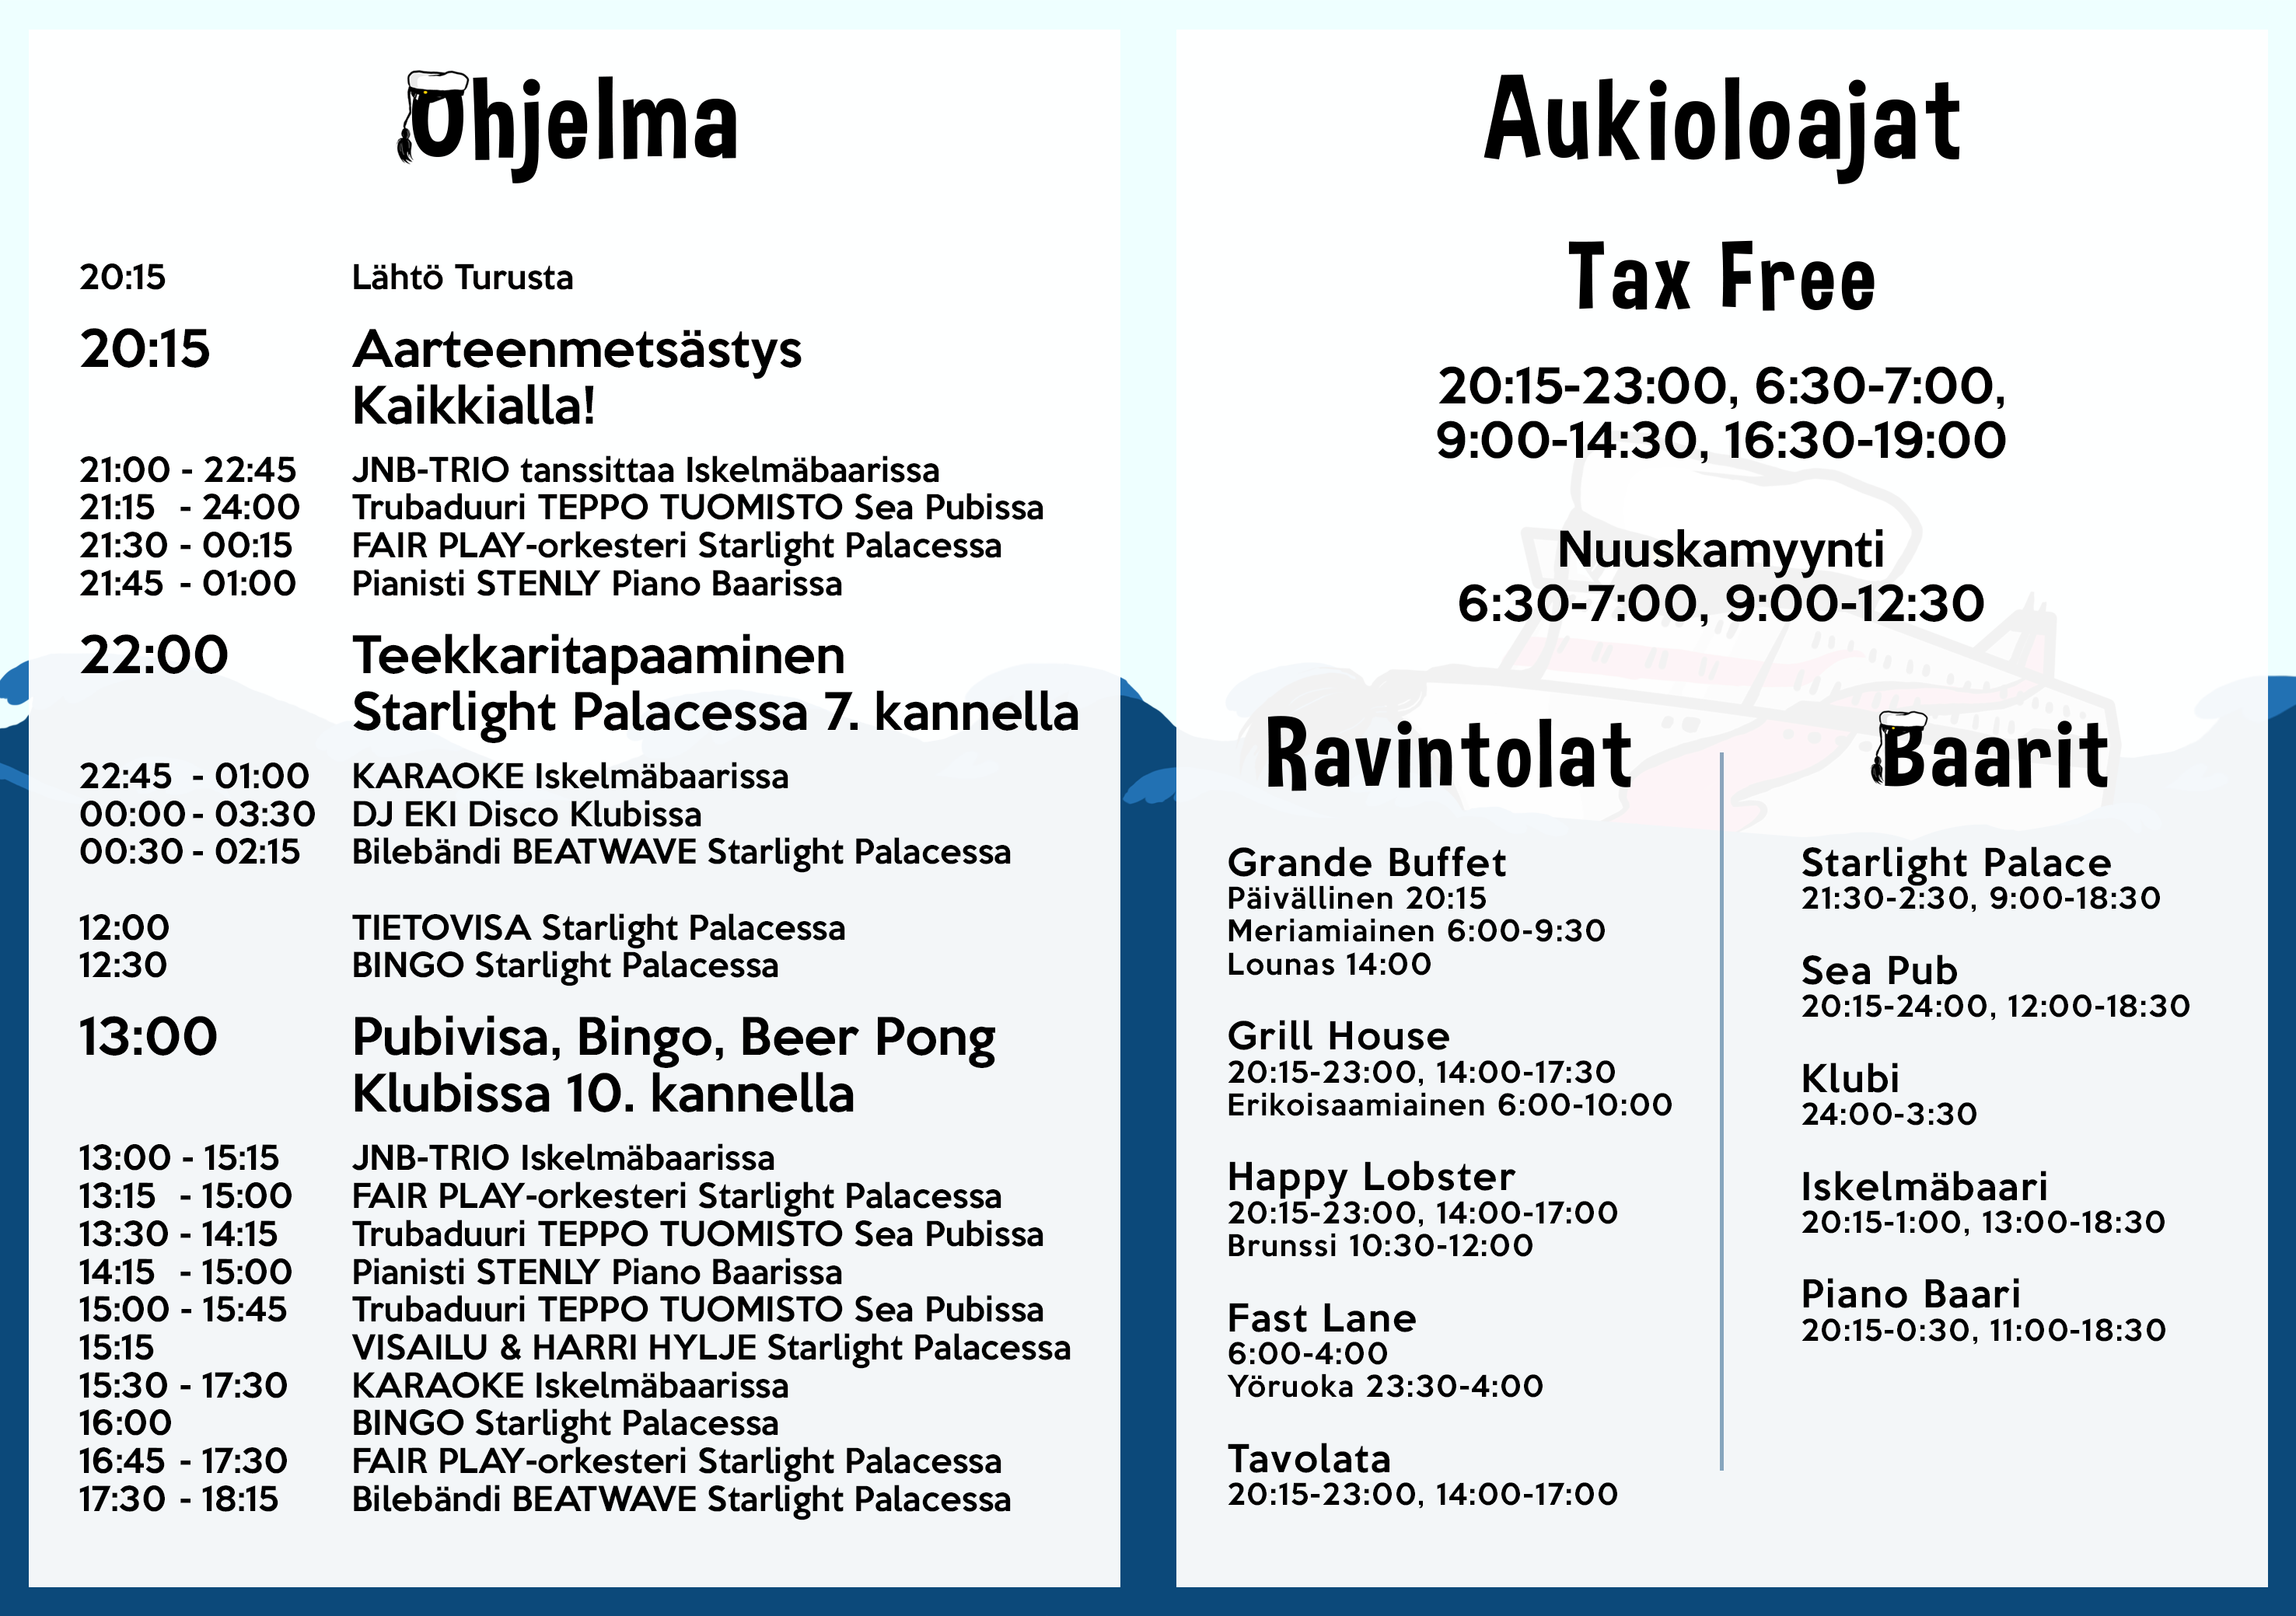 Ohjelma
20:15 Lähtö Turusta
20:15 Aarteenmetsästys
Kaikkialla!
21:00 - 22:45 JNB-TRIO tanssittaa Iskelmäbaarissa
21:15 - 24:00 Trubaduuri TEPPO TUOMISTO Sea Pubissa
21:30 - 00:15 FAIR PLAY-orkesteri Starlight Palacessa
21:45 - 01:00 Pianisti STENLY Piano Baarissa
22:00 Teekkaritapaaminen
Starlight Palacessa 7. kannella
22:45 - 01:00 KARAOKE Iskelmäbaarissa
00:00 - 03:30 DJ EKI Disco Klubissa
00:30 - 02:15 Bilebändi BEATWAVE Starlight Palacessa
12:00 TIETOVISA Starlight Palacessa
12:30 BINGO Starlight Palacessa
13:00 Pubivisa, Bingo, Beer Pong
Klubissa 10. kannella
13:00 - 15:15 JNB-TRIO Iskelmäbaarissa
13:15 - 15:00 FAIR PLAY-orkesteri Starlight Palacessa
13:30 - 14:15 Trubaduuri TEPPO TUOMISTO Sea Pubissa
14:15 - 15:00 Pianisti STENLY Piano Baarissa
15:00 - 15:45 Trubaduuri TEPPO TUOMISTO Sea Pubissa
15:15 VISAILU & HARRI HYLJE Starlight Palacessa
15:30 - 17:30 KARAOKE Iskelmäbaarissa
16:00 BINGO Starlight Palacessa
16:45 - 17:30 FAIR PLAY-orkesteri Starlight Palacessa
17:30 - 18:15 Bilebändi BEATWAVE Starlight Palacessa
Aukioloajat
Tax Free
20:15-23:00, 6:30-7:00,
9:00-14:30, 16:30-19:00
Nuuskamyynti
6:30-7:00, 9:00-12:30
Ravintolat
Grande Buffet
Päivällinen 20:15
Meriamiainen 6:00-9:30
Lounas 14:00
Grill House
20:15-23:00, 14:00-17:30
Erikoisaamiainen 6:00-10:00
Happy Lobster
20:15-23:00, 14:00-17:00
Brunssi 10:30-12:00
Fast Lane
6:00-4:00
Yöruoka 23:30-4:00
Tavolata
20:15-23:00, 14:00-17:00
Baarit
Starlight Palace
21:30-2:30, 9:00-18:30
Sea Pub
20:15-24:00, 12:00-18:30
Klubi
24:00-3:30
Iskelmäbaari
20:15-1:00, 13:00-18:30
Piano Baari
20:15-0:30, 11:00-18:30